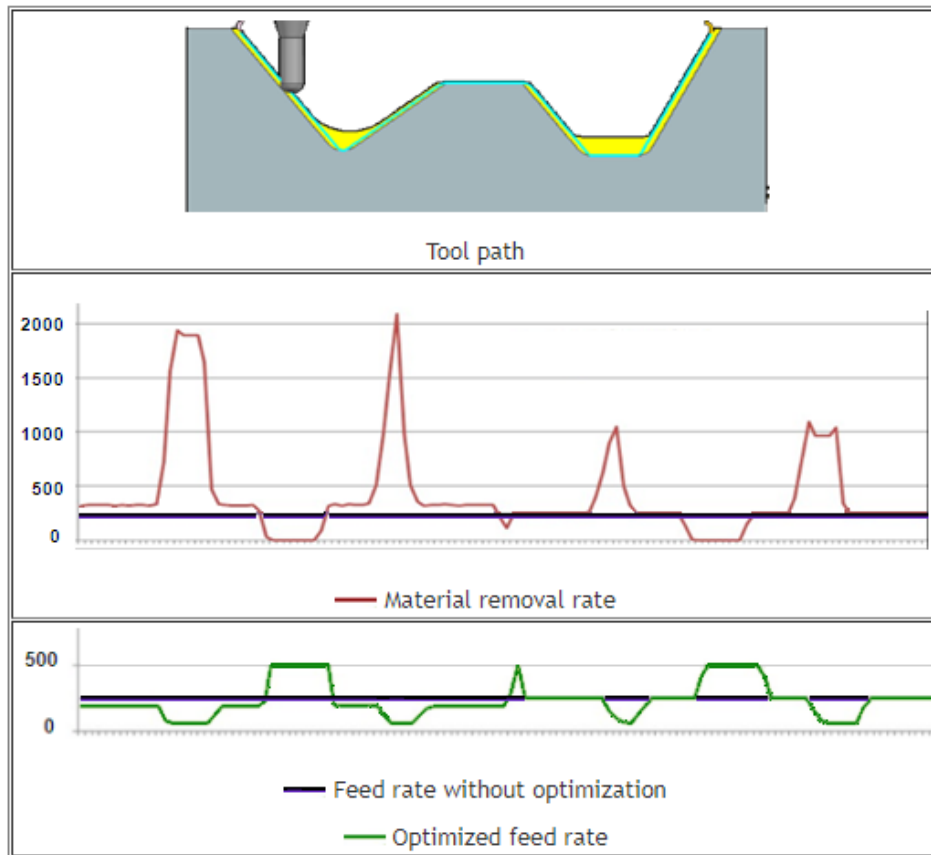 Tool path
2000
1500
1000
500
0
Material removal rate
500
0
Feed rate without optimization
Optimized feed rate